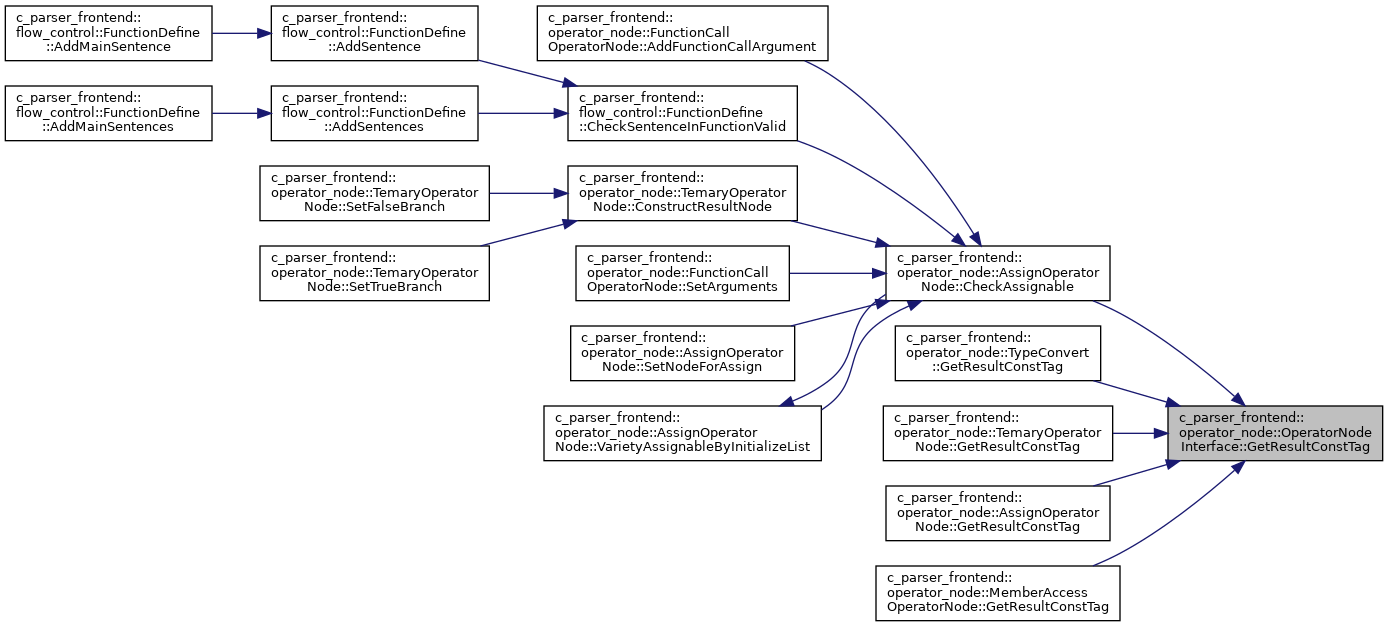 c_parser_frontend::
flow_control::FunctionDefine
::AddMainSentence
c_parser_frontend::
flow_control::FunctionDefine
::AddSentence
c_parser_frontend::
operator_node::FunctionCall
OperatorNode::AddFunctionCallArgument
c_parser_frontend::
flow_control::FunctionDefine
::AddMainSentences
c_parser_frontend::
flow_control::FunctionDefine
::AddSentences
c_parser_frontend::
flow_control::FunctionDefine
::CheckSentenceInFunctionValid
c_parser_frontend::
operator_node::TemaryOperator
Node::SetFalseBranch
c_parser_frontend::
operator_node::TemaryOperator
Node::ConstructResultNode
c_parser_frontend::
operator_node::TemaryOperator
Node::SetTrueBranch
c_parser_frontend::
operator_node::FunctionCall
OperatorNode::SetArguments
c_parser_frontend::
operator_node::AssignOperator
Node::CheckAssignable
c_parser_frontend::
operator_node::AssignOperator
Node::SetNodeForAssign
c_parser_frontend::
operator_node::TypeConvert
::GetResultConstTag
c_parser_frontend::
operator_node::AssignOperator
Node::VarietyAssignableByInitializeList
c_parser_frontend::
operator_node::TemaryOperator
Node::GetResultConstTag
c_parser_frontend::
operator_node::OperatorNode
Interface::GetResultConstTag
c_parser_frontend::
operator_node::AssignOperator
Node::GetResultConstTag
c_parser_frontend::
operator_node::MemberAccess
OperatorNode::GetResultConstTag